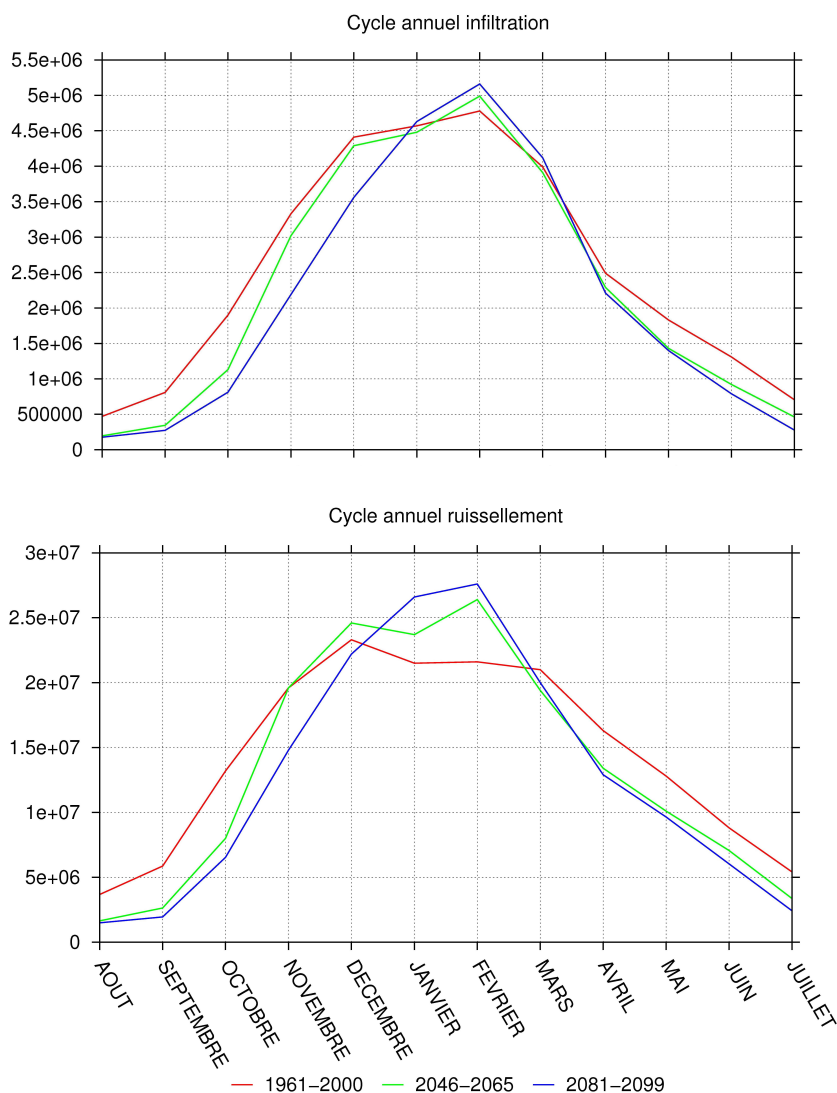 Cycle annuel infiltration
5.5e+06
5e+06
4.5e+06
4e+06
3.5e+06
3e+06
2.5e+06
2e+06
1.5e+06
1e+06
500000
0
Cycle annuel ruissellement
3e+07
2.5e+07
2e+07
1.5e+07
1e+07
5e+06
0
AOUT SEPTEMBRE OCTOBRE NOVEMBRE DECEMBRE JANVIER FEVRIER MARS AVRIL MAI JUIN JUILLET
1961−2000 2046−2065 2081−2099